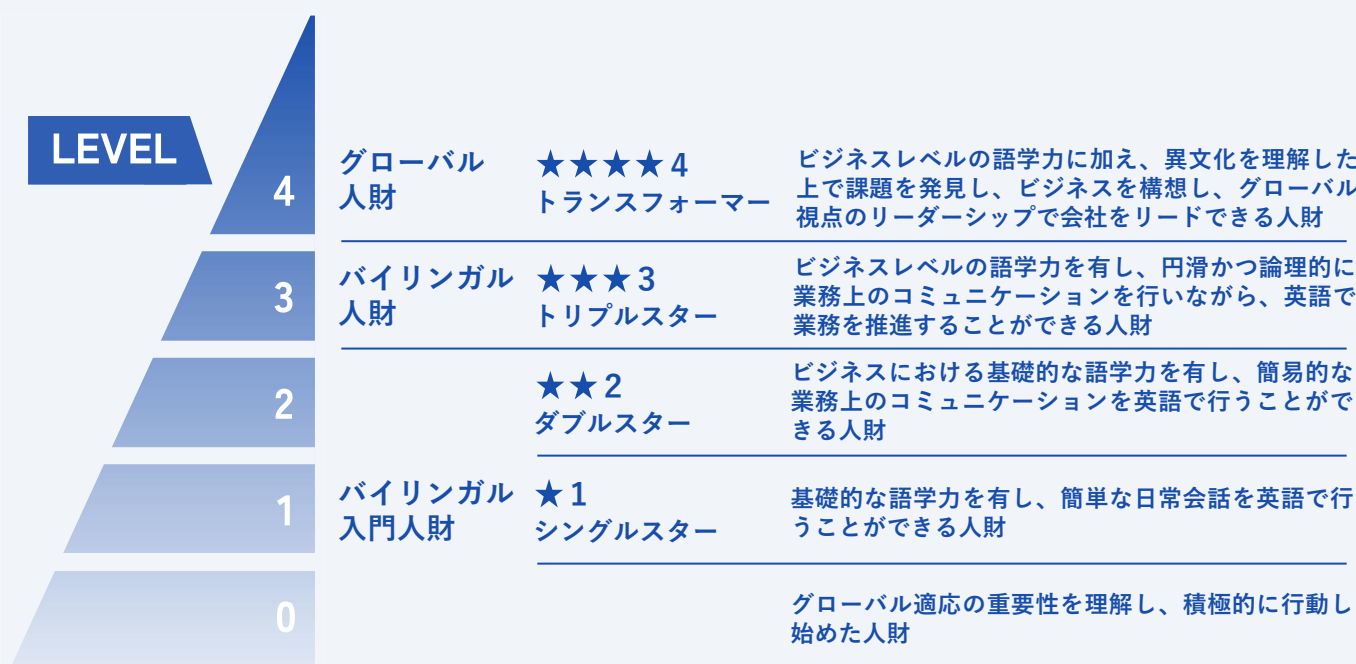 LEVEL
4
グローバル
人財
★★★★4
トランスフォーマー
ビジネスレベルの語学力に加え、異文化を理解した
上で課題を発見し、ビジネスを構想し、グローバル
視点のリーダーシップで会社をリードできる人財
3
バイリンガル
人財
★★★3
トリプルスター
ビジネスレベルの語学力を有し、円滑かつ論理的に
業務上のコミュニケーションを行いながら、英語で
業務を推進することができる人財
2
★★2
ダブルスター
ビジネスにおける基礎的な語学力を有し、簡易的な
業務上のコミュニケーションを英語で行うことがで
きる人財
1
バイリンガル
入門人財
★1
シングルスター
基礎的な語学力を有し、簡単な日常会話を英語で行
うことができる人財
0
グローバル適応の重要性を理解し、積極的に行動し
始めた人財